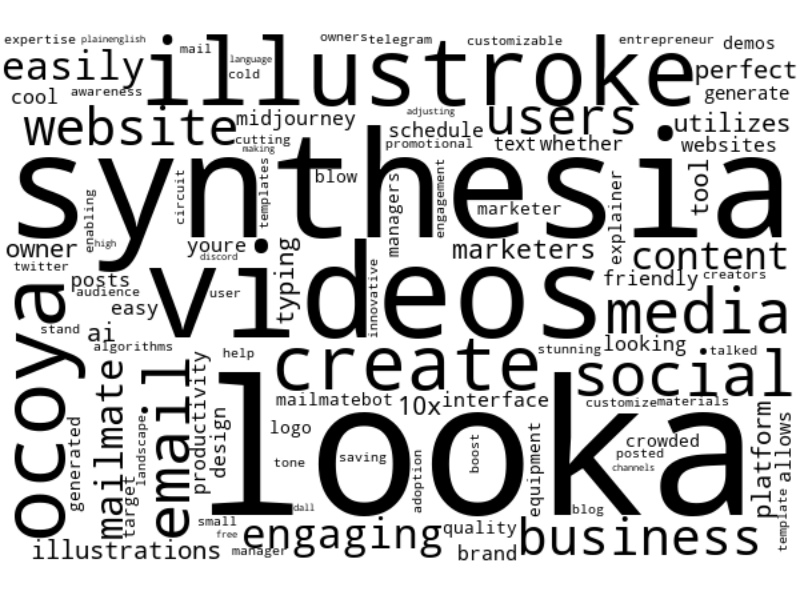 expertise plainenglish illustroke owners telegram customizable entrepreneur demos
easily mail language cold perfect
cool awareness generate
website midjourney adjusting schedule users utilizes
cutting making promotional text whether websites
synthesia
circuit templates blow managers engagement marketer explainer tool
enabling high owner youre discord marketers content
twitter typing videos friendly creators
posts audience easy user innovative media
ocoya stand ai
algorithms help create stunning looking talked
social
mailmate email productivity mailmatebot 10x interface customize materials
landscape design logo looka crowded platform allows
generated target tone saving adoption boost equipment posted channels template
dall blog
small free engaging quality business
illustrations manager brand